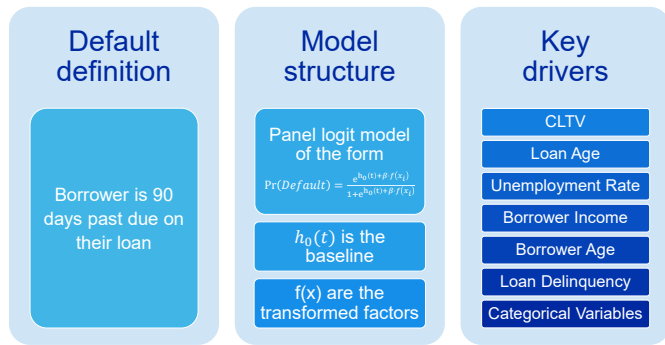 Default
definition
Borrower is 90
days past due on
their loan
Model
structure
Panel logit model
of the form
Pr(Default) = e^{h₀(t)+β·f(x_i)} / 1+e^{h₀(t)+β·f(x_i)}
h₀(t) is the
baseline
f(x) are the
transformed factors
Key
drivers
CLTV
Loan Age
Unemployment Rate
Borrower Income
Borrower Age
Loan Delinquency
Categorical Variables